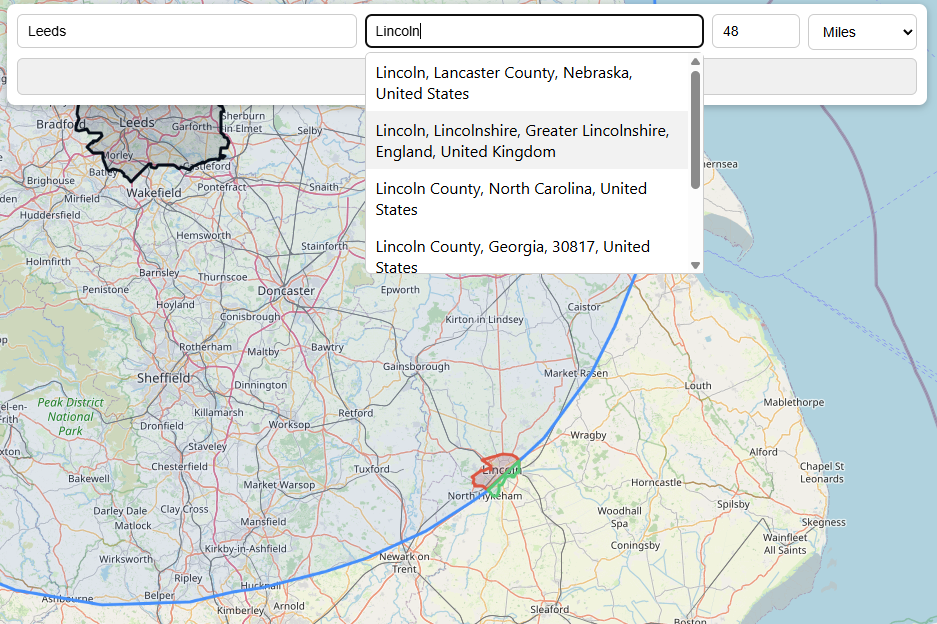 Leeds
Lincoln
48
Miles
Lincoln, Lancaster County, Nebraska,
United States
Lincoln, Lincolnshire, Greater Lincolnshire,
England, United Kingdom
Lincoln County, North Carolina, United
States
Lincoln County, Georgia, 30817, United
States
Bradford
Leeds
Garforth
Sherburn
in Elmet
Selby
Morley
Castleford
Batley
Brighouse
Wakefield
Pontefract
Snaith
Mirfield
Huddersfield
Hemsworth
Stainforth
Holmfirth
Barnsley
Thurnscoe
Penistone
Doncaster
Epworth
Hoyland
Conisbrough
Caistor
Kirton in Lindsey
Rotherham
Maltby
Bawtry
Sheffield
Gainsborough
Market Rasen
Dinnington
Louth
Peak District
National
Park
Killamarsh
Retford
Mablethorpe
Dronfield
Worksop
Staveley
Wragby
Alford
Chesterfield
Tuxford
Lincoln
Chapel St
Leonards
Bakewell
Market Warsop
North Hykeham
Horncastle
Spilsby
Darley Dale
Clay Cross
Matlock
Mansfield
Woodhall
Spa
Skegness
Wirksworth
Kirkby-in-Ashfield
Coningsby
Wainfleet
All Saints
Newark on
Trent
Ripley
Hucknall
Ashbourne
Belper
Kimberley
Arnold
Sleaford
Boston